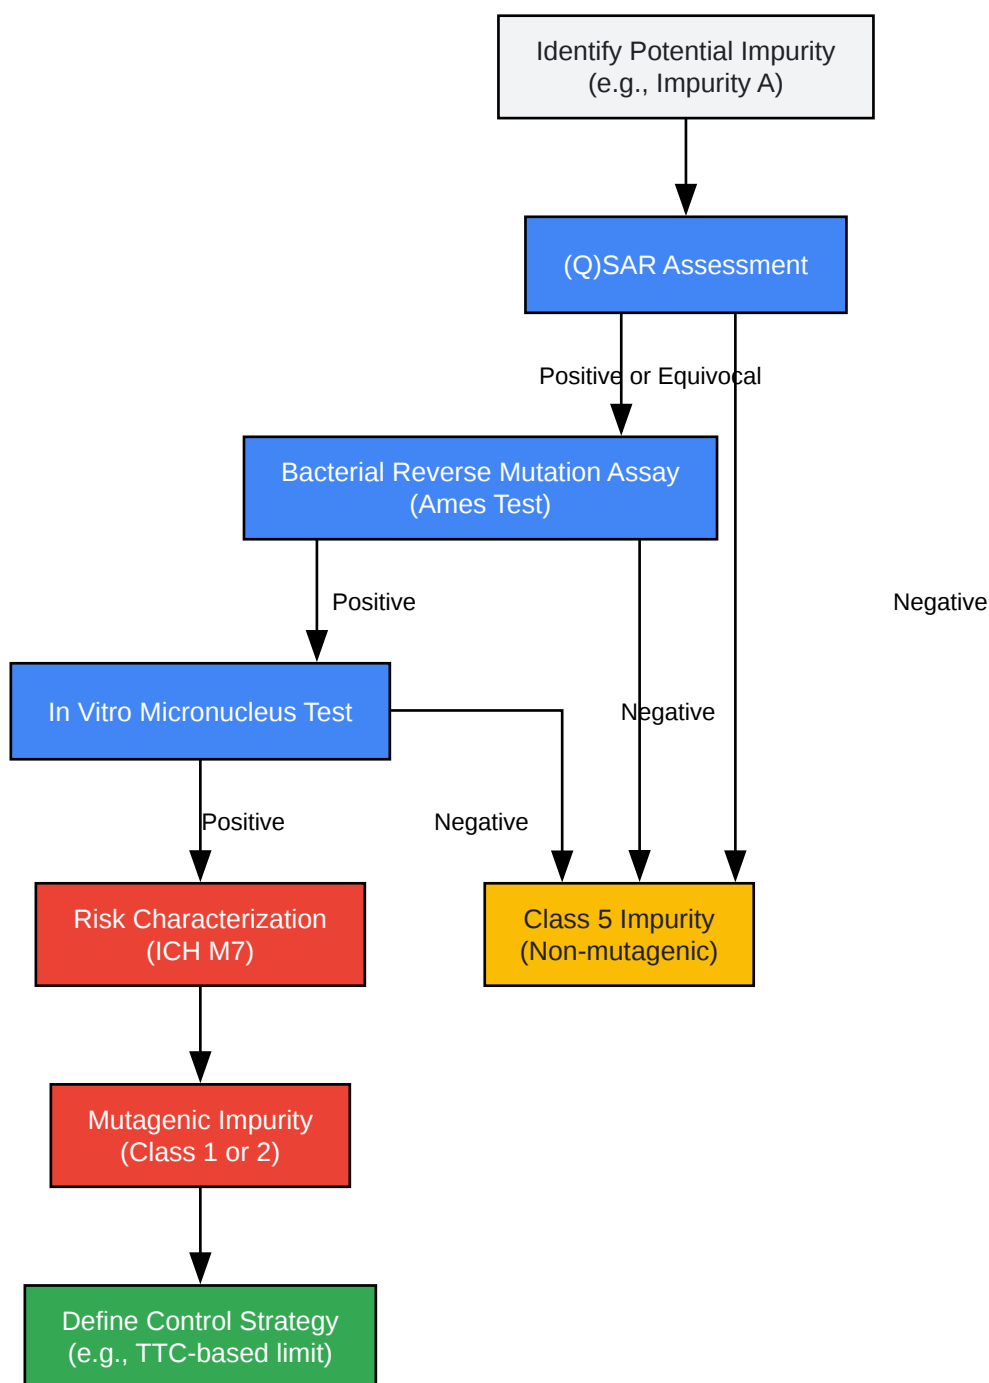 Identify Potential Impurity
(e.g., Impurity A)
(Q)SAR Assessment
Positive or Equivocal
Bacterial Reverse Mutation Assay
(Ames Test)
Positive
Negative
In Vitro Micronucleus Test
Negative
Positive
Negative
Risk Characterization
(ICH M7)
Class 5 Impurity
(Non-mutagenic)
Mutagenic Impurity
(Class 1 or 2)
Define Control Strategy
(e.g., TTC-based limit)